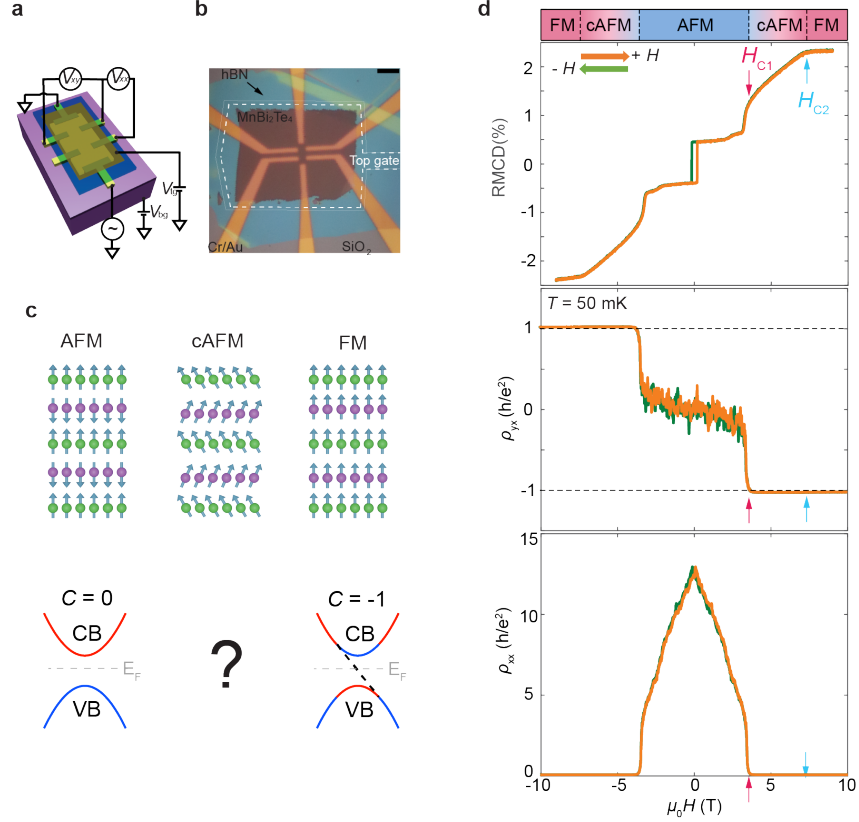 a
V_xy
V_xx
V_tg
V_bg
~
b
hBN
MnBi₂Te₄
Top gate
Cr/Au
SiO₂
c
AFM
cAFM
FM
C = 0
CB
E_F
VB
?
C = -1
CB
E_F
VB
d
FM
cAFM
AFM
cAFM
FM
- H
+ H
H_C1
H_C2
RMCD(%)
2
1
0
-1
-2
T = 50 mK
ρ_yx (h/e²)
1
0
-1
ρ_xx (h/e²)
15
10
5
0
-10
-5
0
5
10
μ₀H (T)